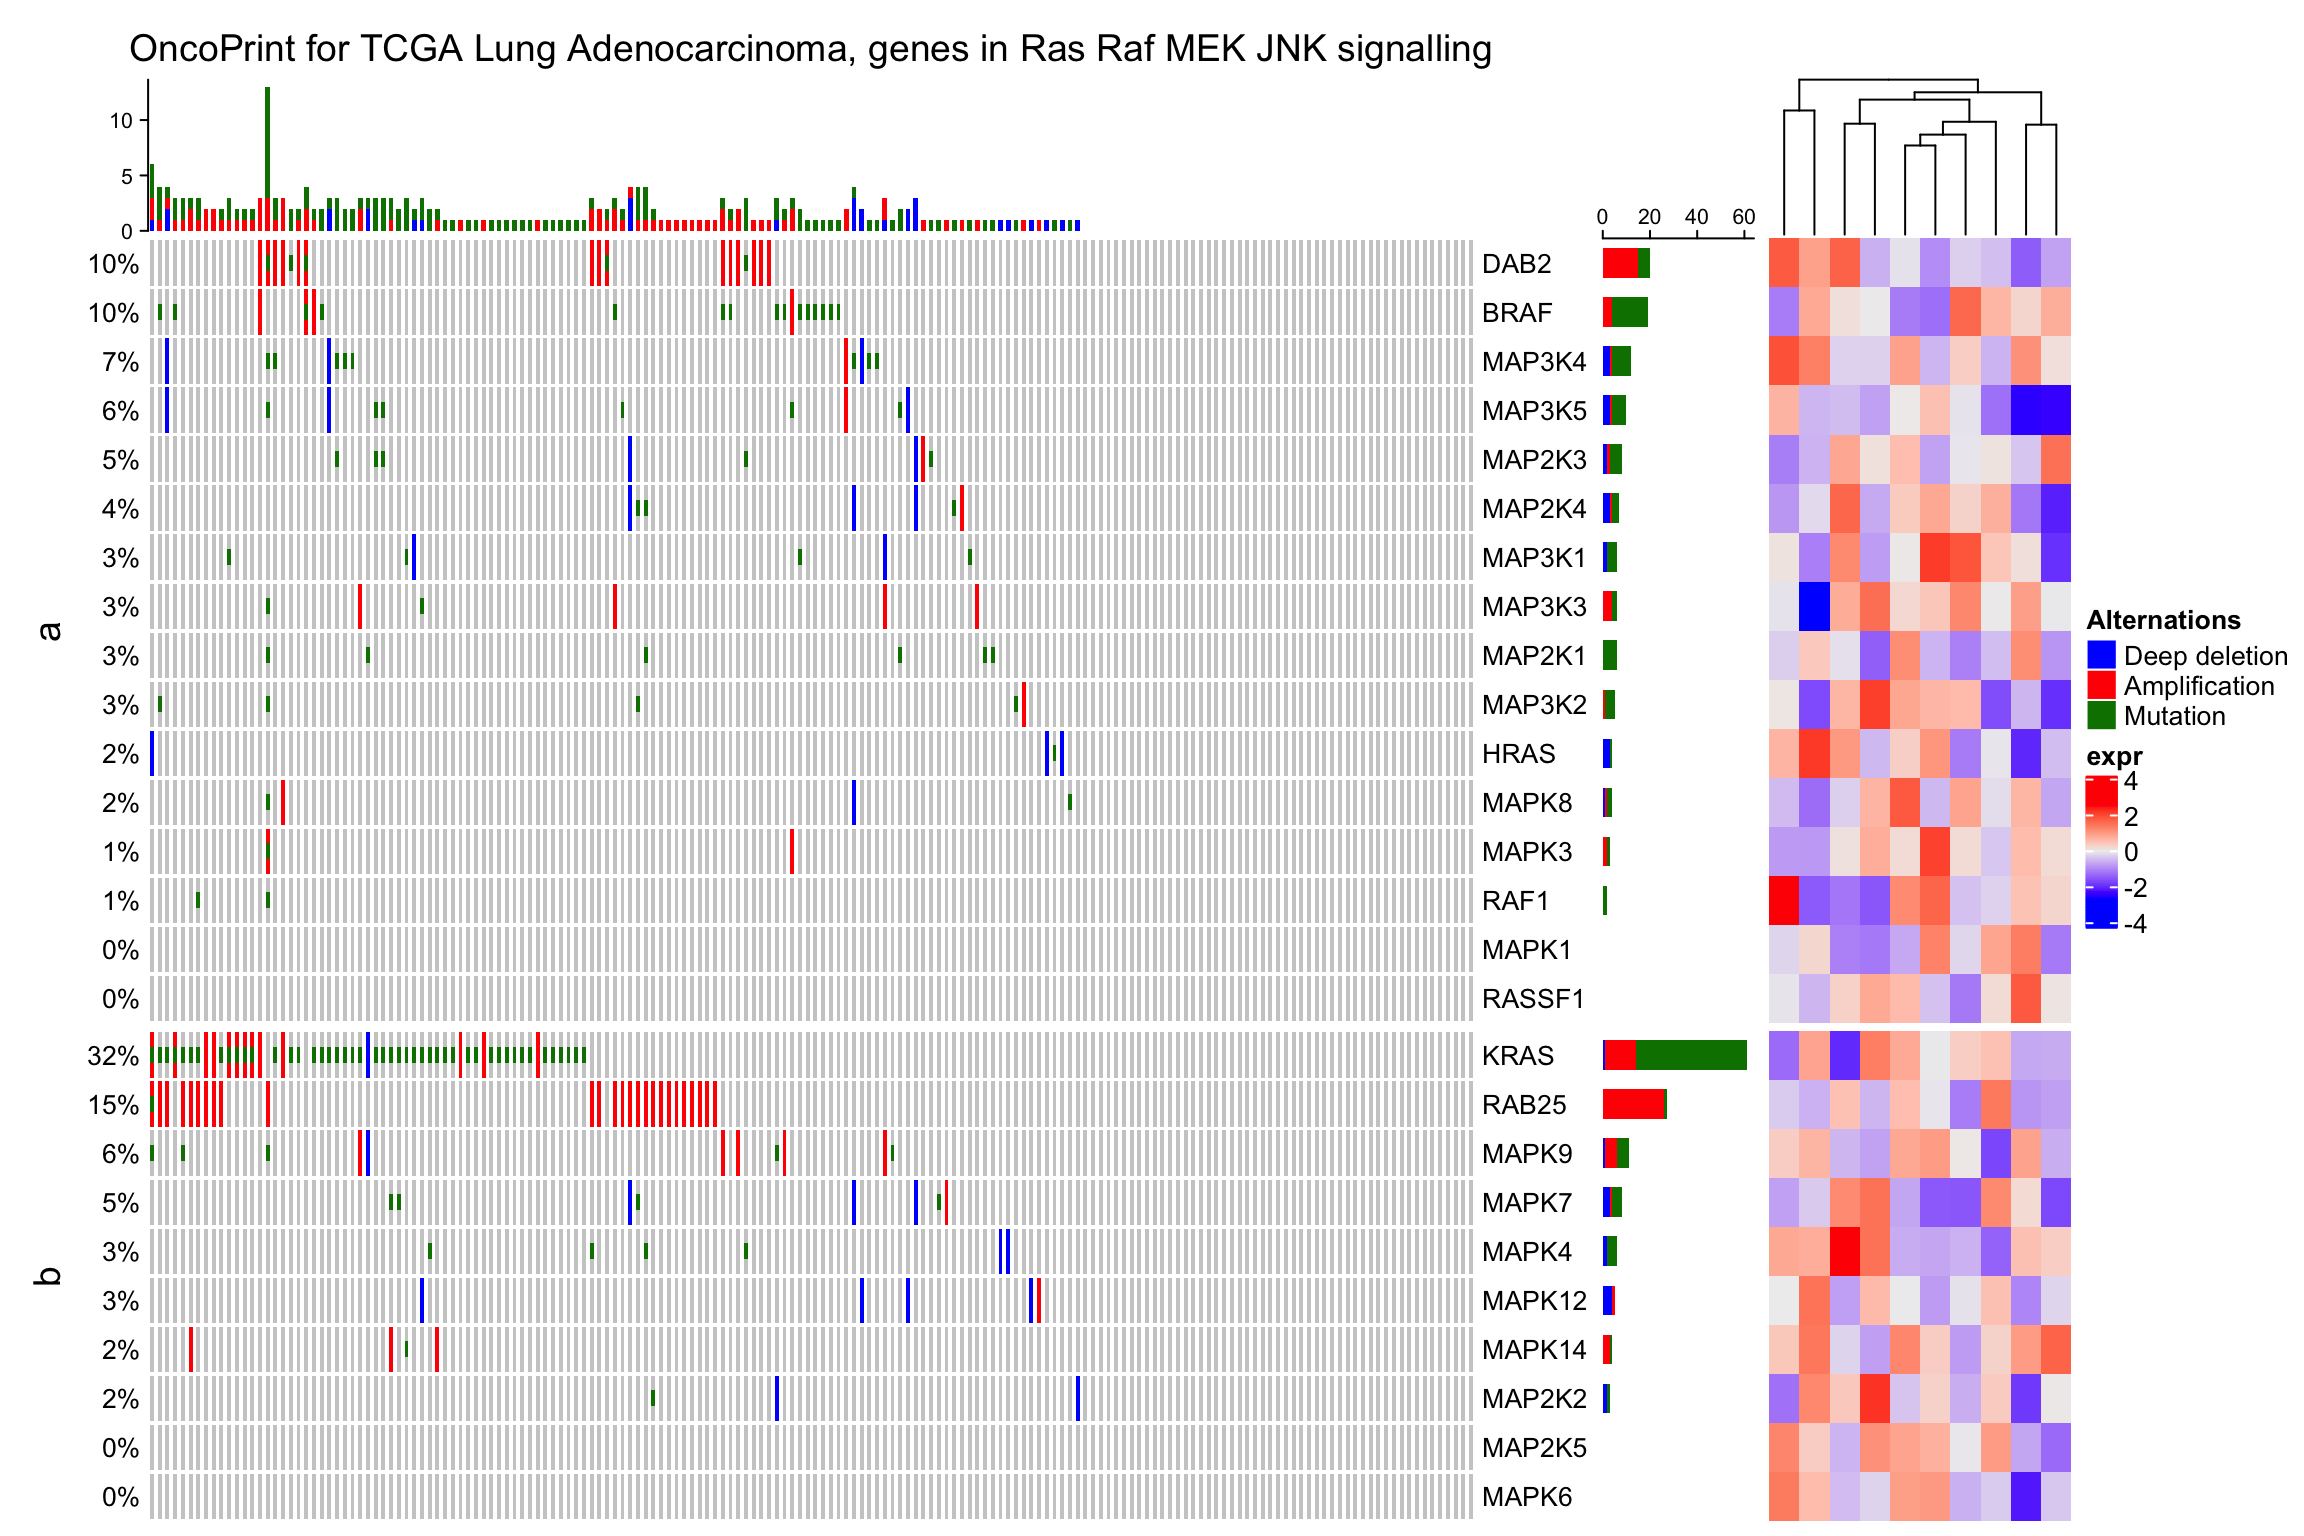 OncoPrint for TCGA Lung Adenocarcinoma, genes in Ras Raf MEK JNK signalling
10
5
0
0 20 40 60
a
10% DAB2
10% BRAF
7% MAP3K4
6% MAP3K5
5% MAP2K3
4% MAP2K4
3% MAP3K1
3% MAP3K3
3% MAP2K1
3% MAP3K2
2% HRAS
2% MAPK8
1% MAPK3
1% RAF1
0% MAPK1
0% RASSF1
b
32% KRAS
15% RAB25
6% MAPK9
5% MAPK7
3% MAPK4
3% MAPK12
2% MAPK14
2% MAP2K2
0% MAP2K5
0% MAPK6
Alternations
Deep deletion
Amplification
Mutation
expr
4
2
0
-2
-4